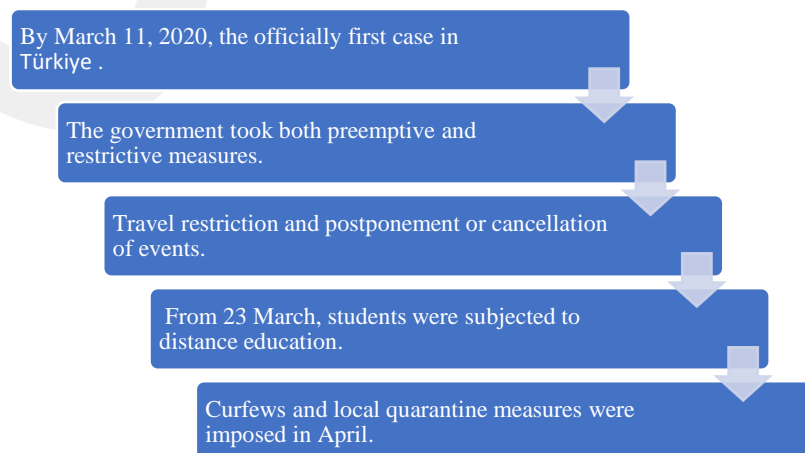 By March 11, 2020, the officially first case in
Türkiye .
The government took both preemptive and
restrictive measures.
Travel restriction and postponement or cancellation
of events.
From 23 March, students were subjected to
distance education.
Curfews and local quarantine measures were
imposed in April.